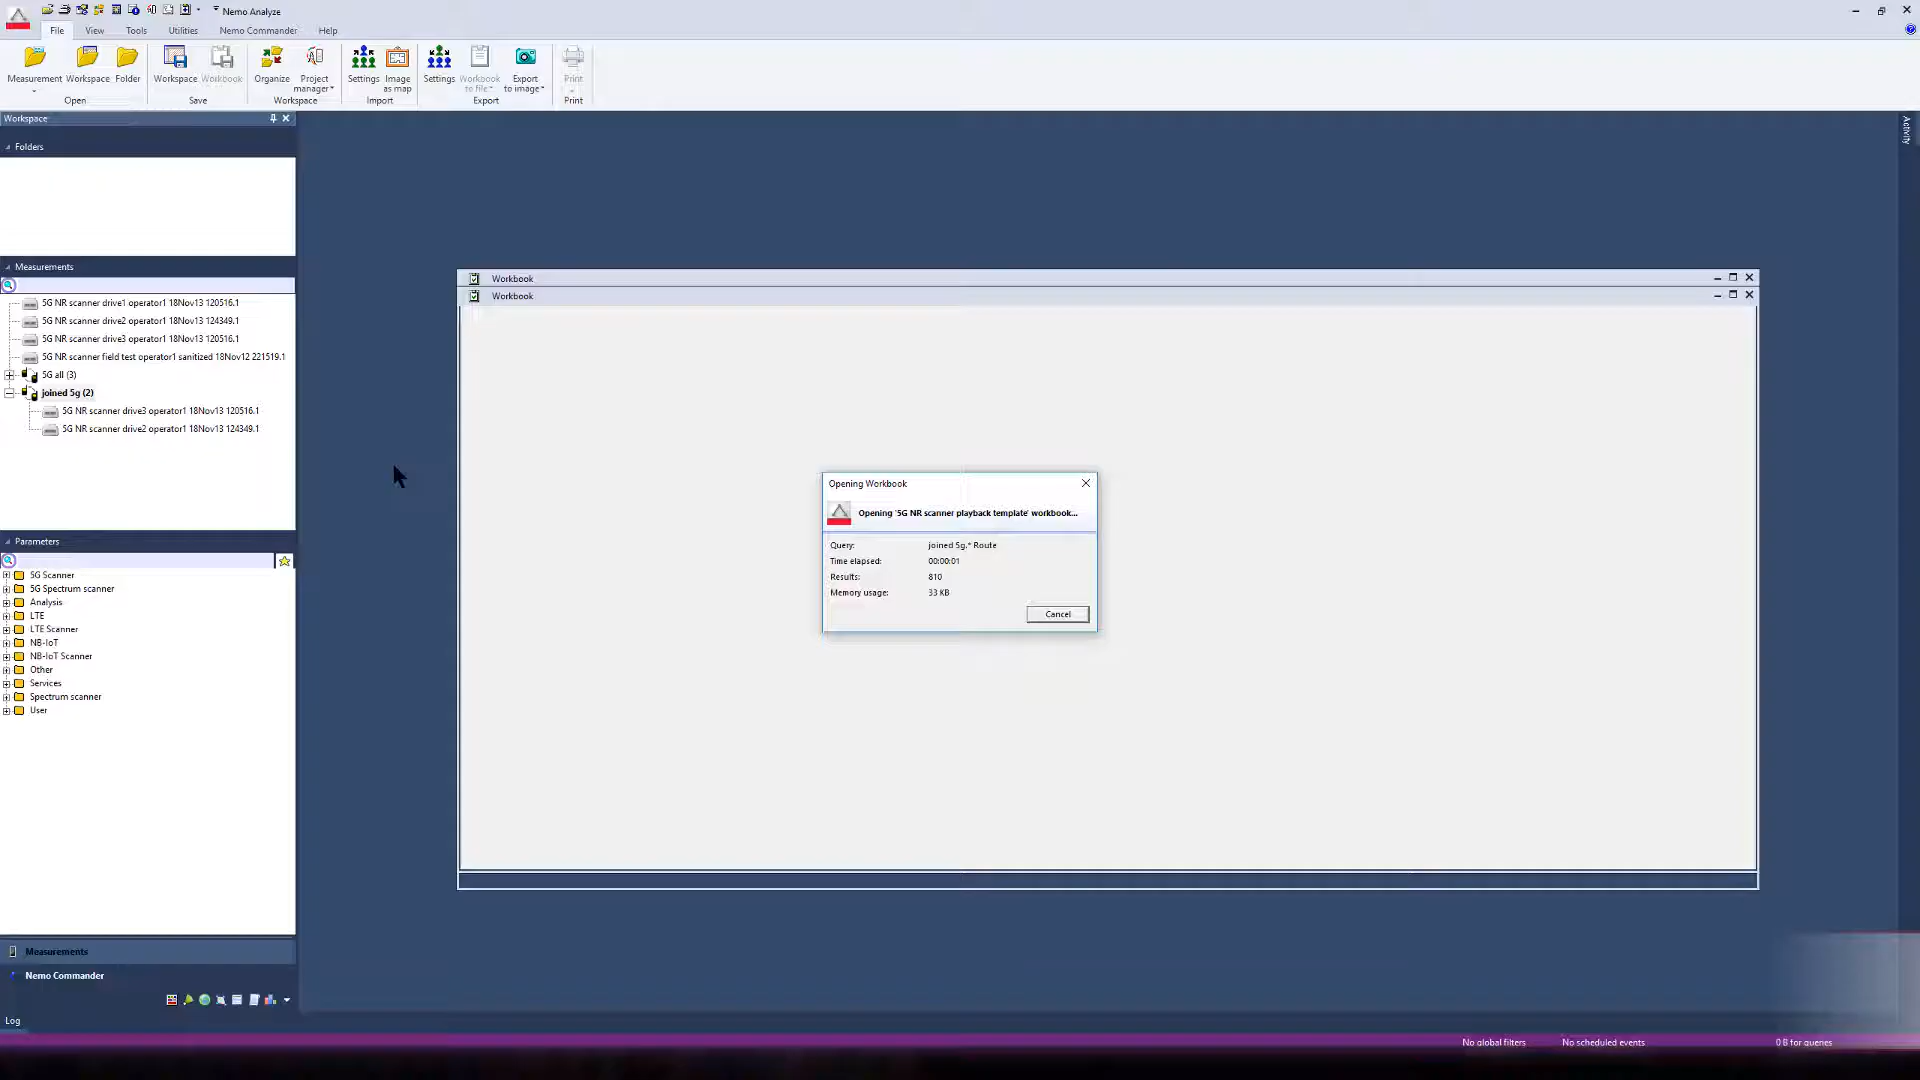 Nemo Analyze
File View Tools Utilities Nemo Commander Help
Measurement Workspace Folder Workspace Workbook Organize Project manager Settings Image as map Settings Workbook to file Export to image Print
Open Save Workspace Import Export Print
Workspace
Activity
Folders
Measurements
5G NR scanner drive1 operator1 18Nov13 120516.1
5G NR scanner drive2 operator1 18Nov13 124349.1
5G NR scanner drive3 operator1 18Nov13 120516.1
5G NR scanner field test operator1 sanitized 18Nov12 221519.1
5G all (3)
joined 5g (2)
5G NR scanner drive3 operator1 18Nov13 120516.1
5G NR scanner drive2 operator1 18Nov13 124349.1
Parameters
5G Scanner
5G Spectrum scanner
Analysis
LTE
LTE Scanner
NB-IoT
NB-IoT Scanner
Other
Services
Spectrum scanner
User
Measurements
Nemo Commander
Log
Workbook
Workbook
Opening Workbook
Opening '5G NR scanner playback template' workbook...
Query: joined 5g.* Route
Time elapsed: 00:00:01
Results: 810
Memory usage: 33 KB
Cancel
No global filters No scheduled events 0 B for queries